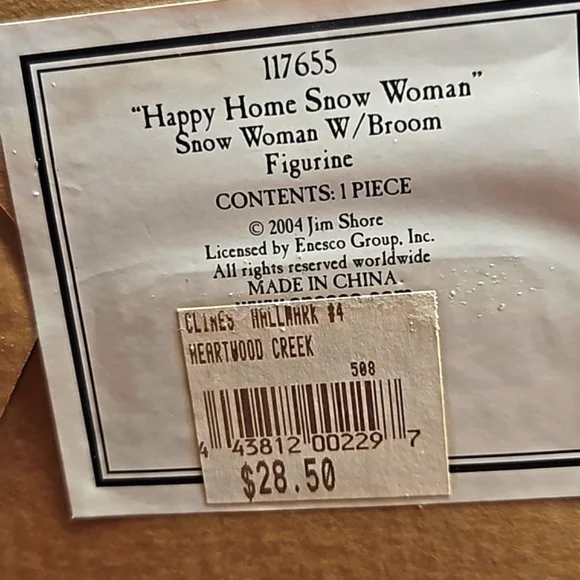 117655
"Happy Home Snow Woman"
Snow Woman W/Broom
Figurine
CONTENTS: 1 PIECE
© 2004 Jim Shore
Licensed by Enesco Group, Inc.
All rights reserved worldwide
MADE IN CHINA
CLINES HALLMARK #4
HEARTWOOD CREEK
508
4 43812 00229 7
$28.50